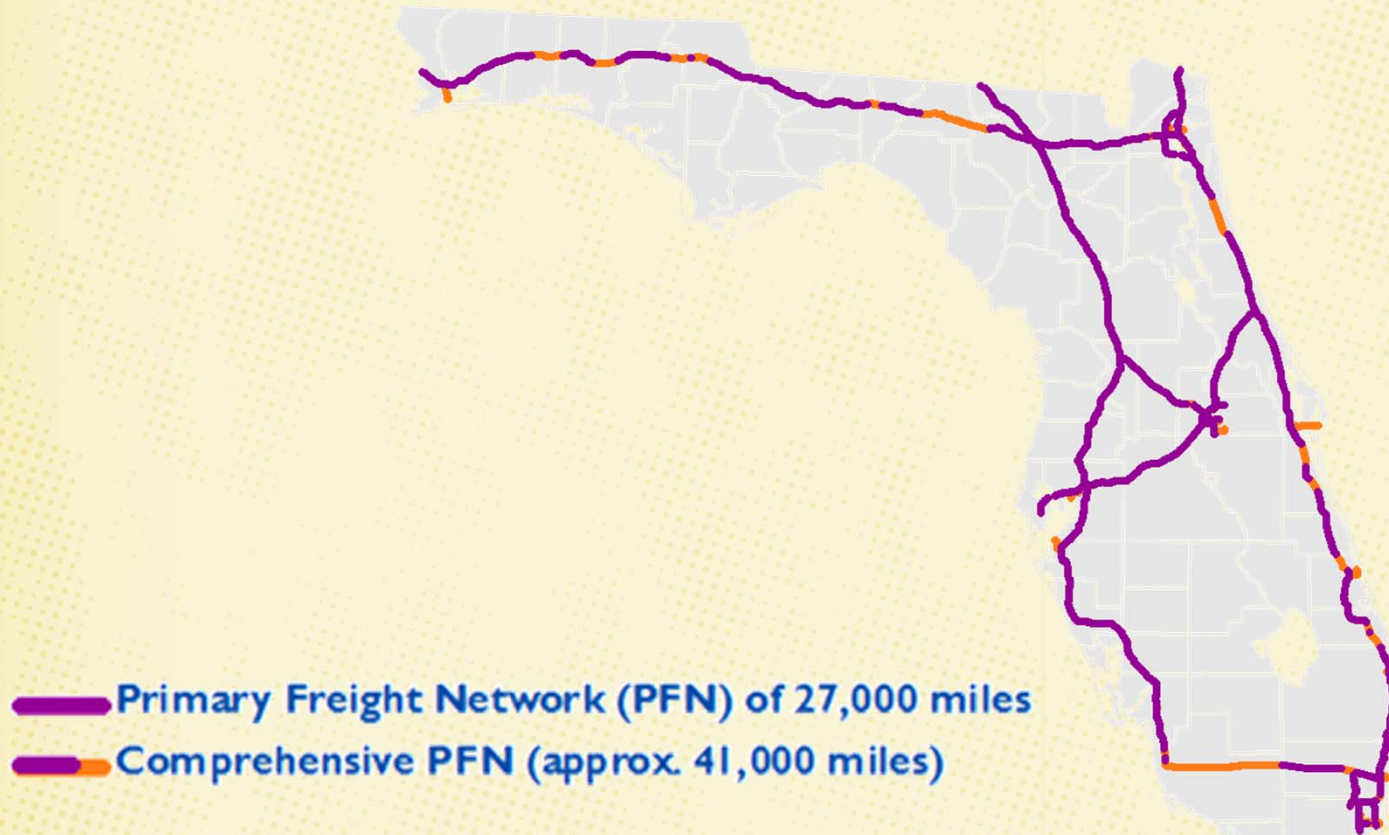 Primary Freight Network (PFN) of 27,000 miles
Comprehensive PFN (approx. 41,000 miles)